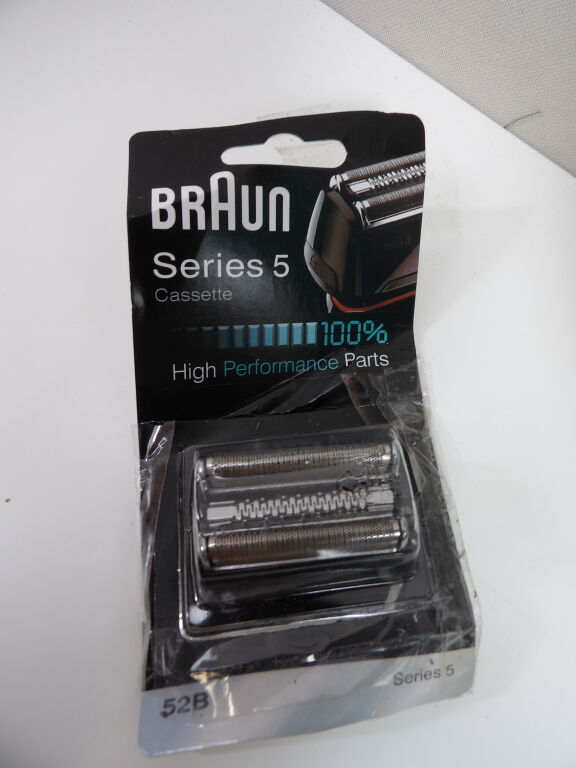 BRAUN
Series 5
Cassette
100%
High Performance Parts
52B
Series 5